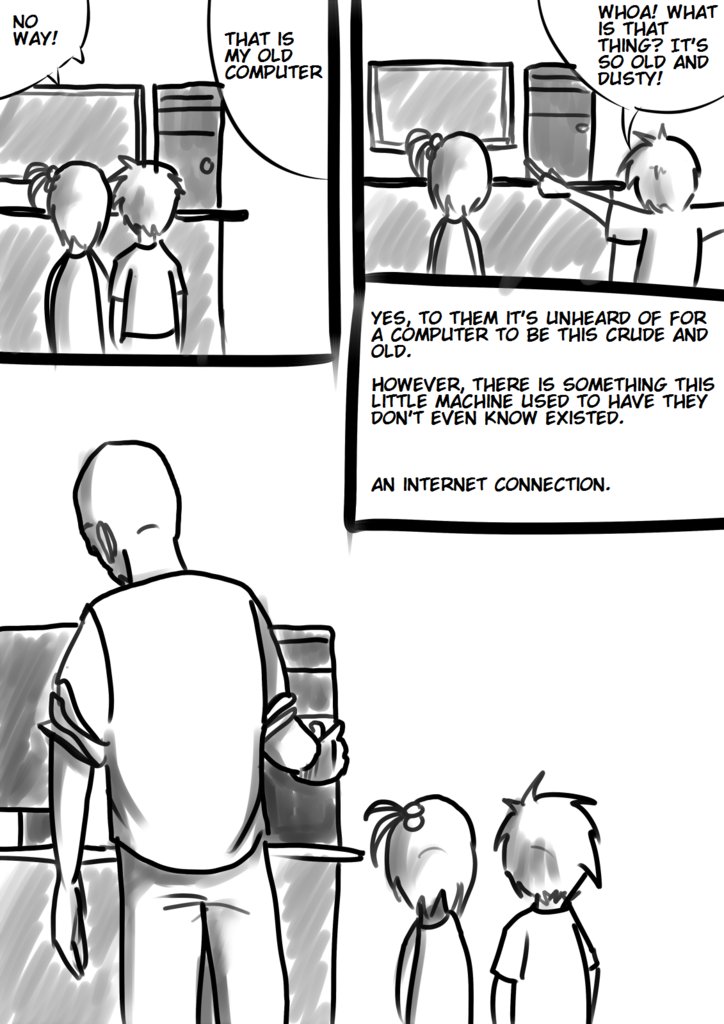 WHOA! WHAT
IS THAT
THING? IT'S
SO OLD AND
DUSTY!
THAT IS
MY OLD
COMPUTER
NO
WAY!
YES, TO THEM IT'S UNHEARD OF FOR
A COMPUTER TO BE THIS CRUDE AND
OLD.
HOWEVER, THERE IS SOMETHING THIS
LITTLE MACHINE USED TO HAVE THEY
DON'T EVEN KNOW EXISTED.
AN INTERNET CONNECTION.